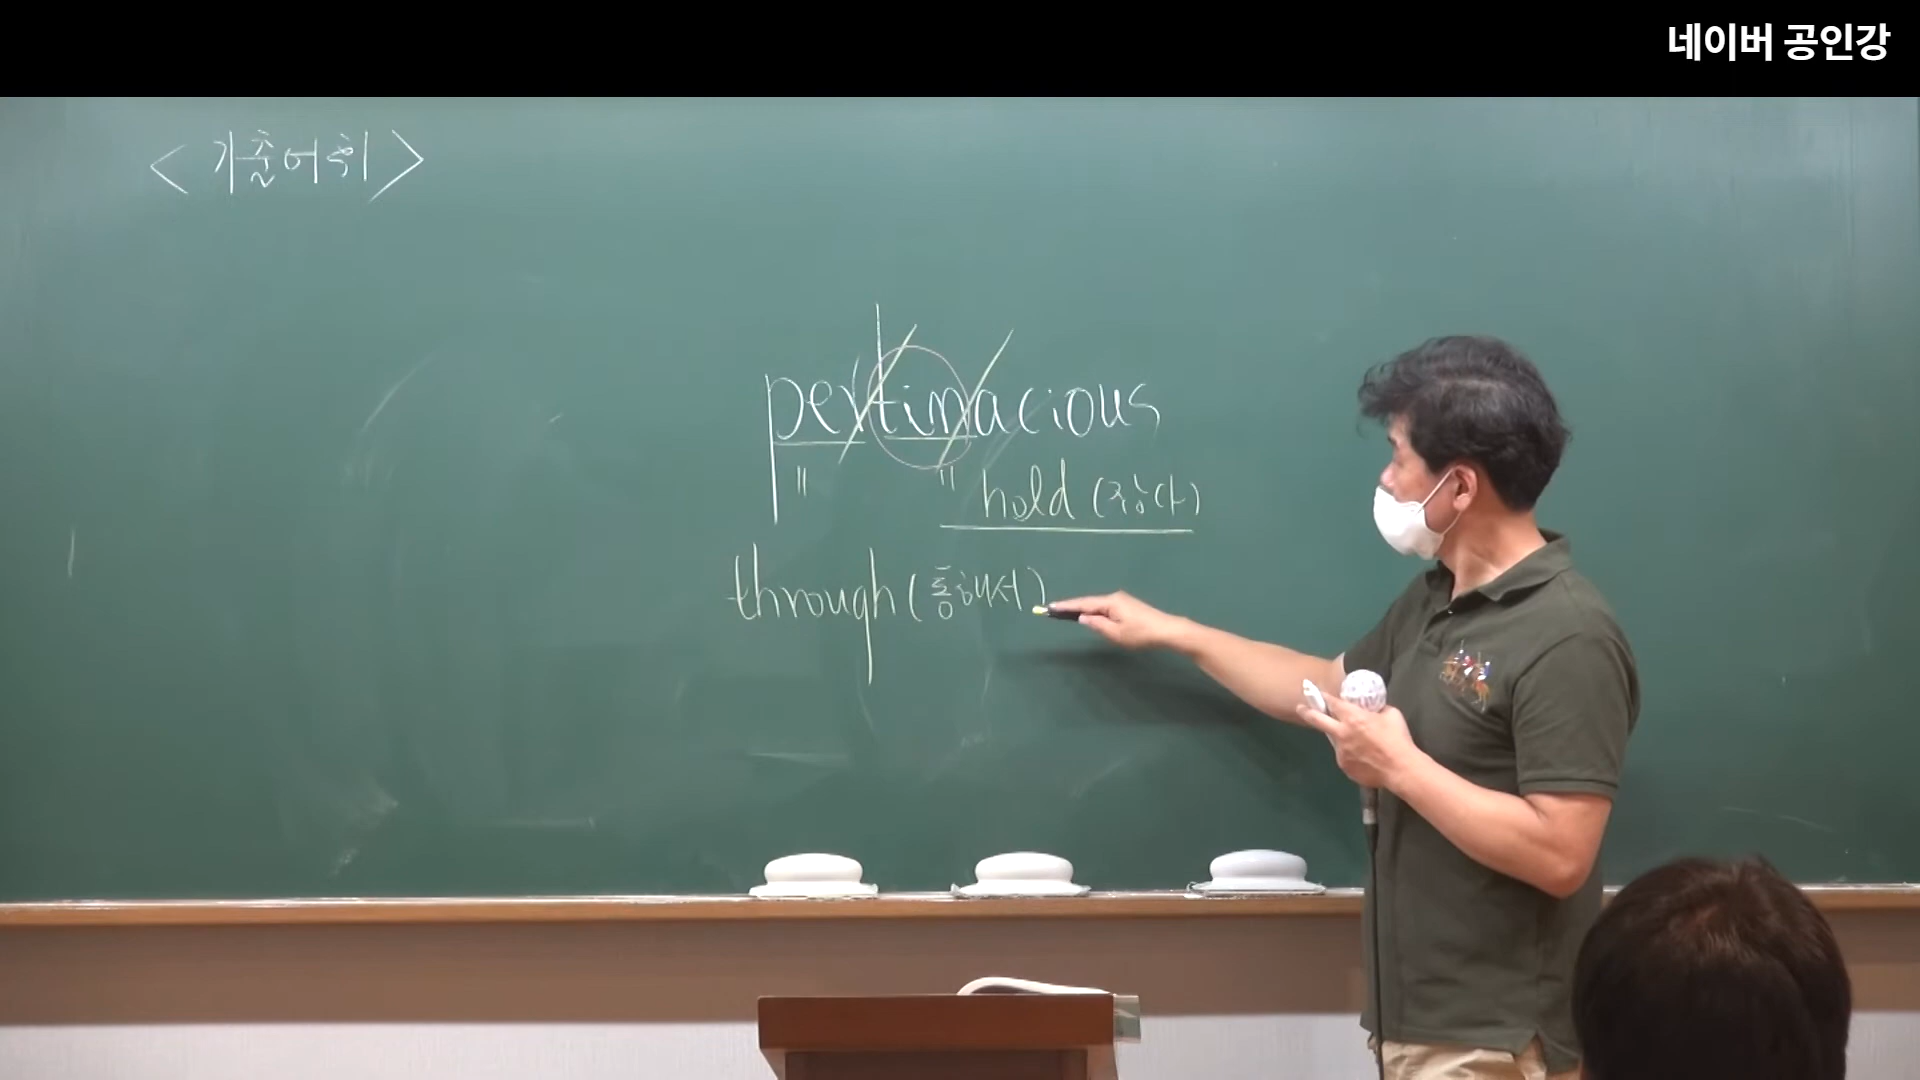 네이버 공인강
<기출어휘>
pertinacious
" " hold (잡다)
through (통해서)